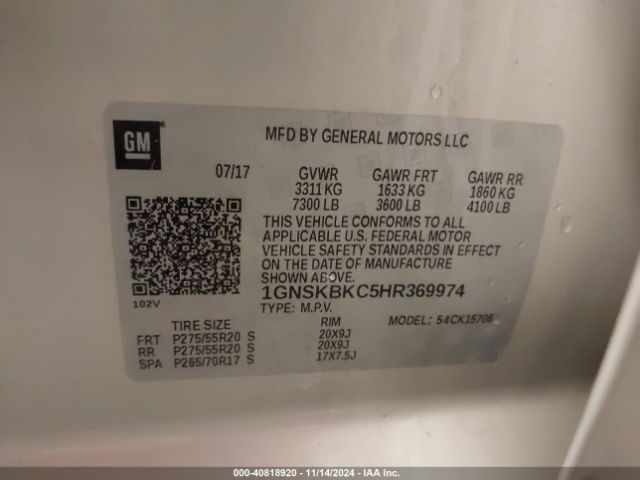 GM
MFD BY GENERAL MOTORS LLC
07/17 GVWR GAWR FRT GAWR RR
3311 KG 1633 KG 1860 KG
7300 LB 3600 LB 4100 LB
THIS VEHICLE CONFORMS TO ALL
APPLICABLE U.S. FEDERAL MOTOR
VEHICLE SAFETY STANDARDS IN EFFECT
ON THE DATE OF MANUFACTURE
SHOWN ABOVE.
1GNSKBKC5HR369974
102V
TYPE: M.P.V. MODEL: 54CK15706
TIRE SIZE RIM
FRT P275/55R20 S 20X9J
RR P275/55R20 S 20X9J
SPA P265/70R17 S 17X7.5J
000-40818920 - 11/14/2024 - IAAI.COM